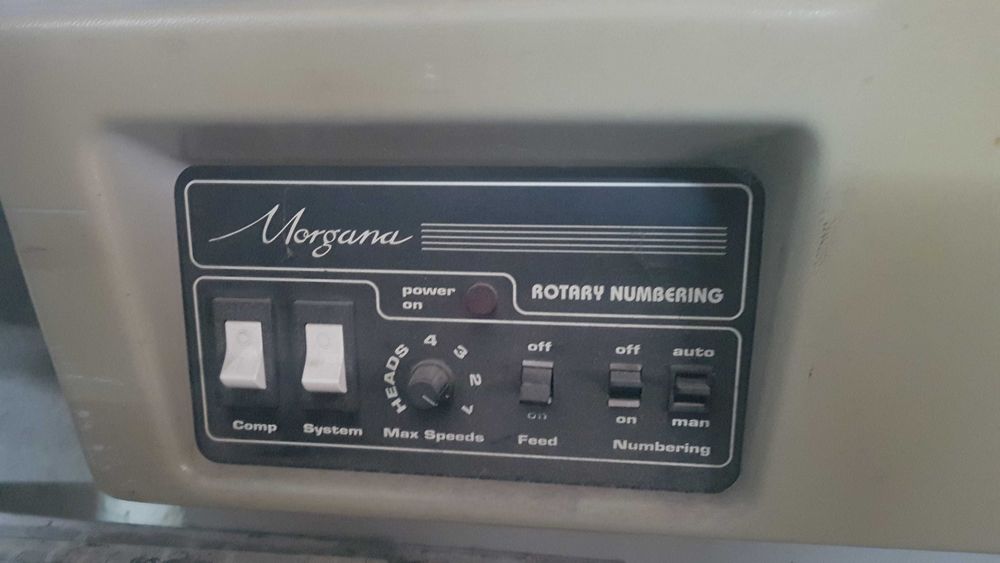 Morgana
power
on
ROTARY NUMBERING
HEADS 4 3 2 1
off
off
auto
on
on
man
Comp
System
Max Speeds
Feed
Numbering